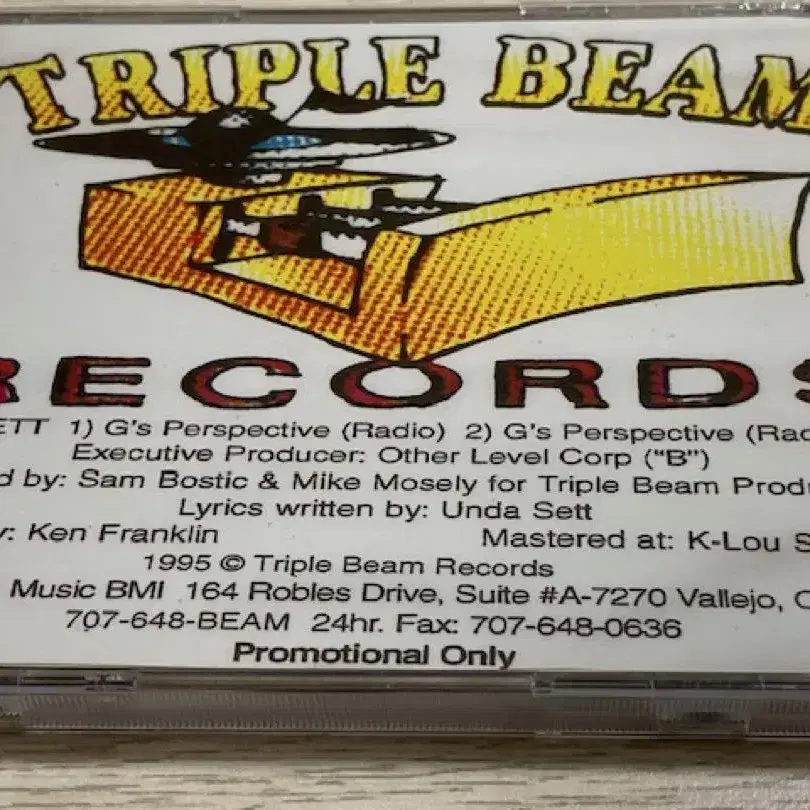 TRIPLE BEAM
RECORDS
ETT 1) G's Perspective (Radio) 2) G's Perspective (Rad
Executive Producer: Other Level Corp ("B")
d by: Sam Bostic & Mike Mosely for Triple Beam Produ
Lyrics written by: Unda Sett
r: Ken Franklin Mastered at: K-Lou S
1995 © Triple Beam Records
Music BMI 164 Robles Drive, Suite #A-7270 Vallejo, C
707-648-BEAM 24hr. Fax: 707-648-0636
Promotional Only